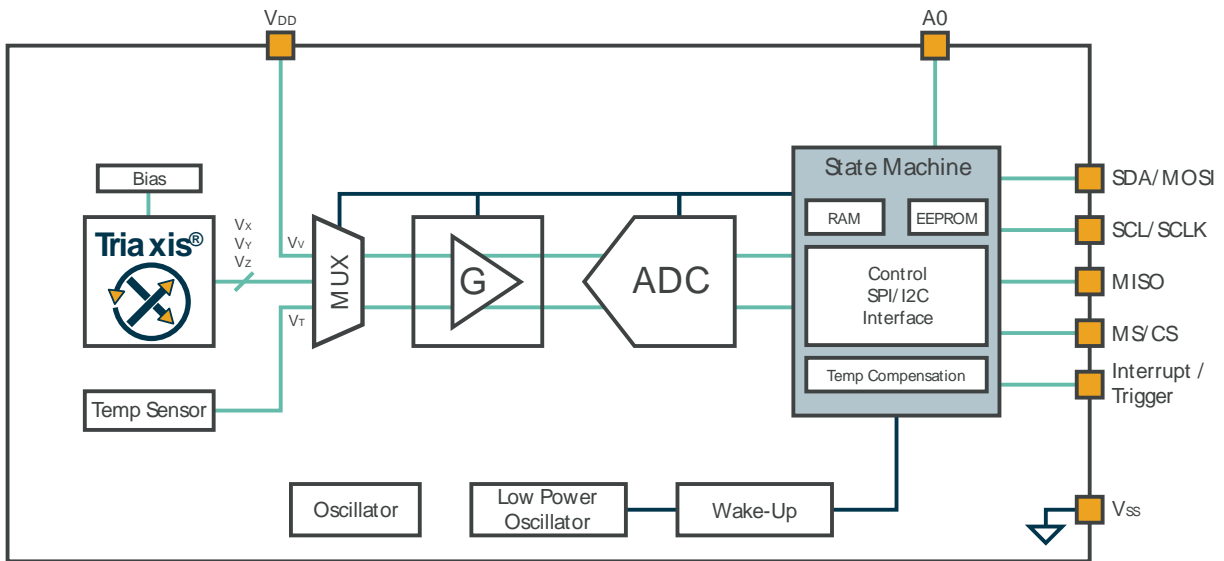 VDD
A0
State Machine
Bias
SDA/MOSI
RAM
EEPROM
Triaxis®
VX
VY
VZ
VV
SCL/SCLK
MUX
G
ADC
Control
SPI/I2C
Interface
MISO
VT
MS/CS
Temp Compensation
Interrupt /
Trigger
Temp Sensor
Oscillator
Low Power
Oscillator
Wake-Up
VSS